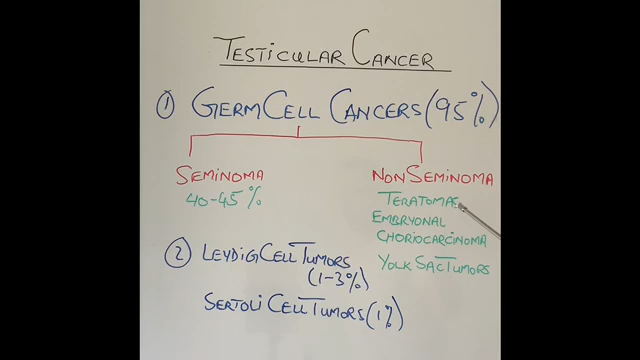 TESTICULAR CANCER
① GERM CELL CANCERS (95%)
SEMINOMA
40-45%
NON SEMINOMA
TERATOMAS
EMBRYONAL
CHORIOCARCINOMA
YOLK SAC TUMORS
② LEYDIG CELL TUMORS
(1-3%)
SERTOLI CELL TUMORS (1%)